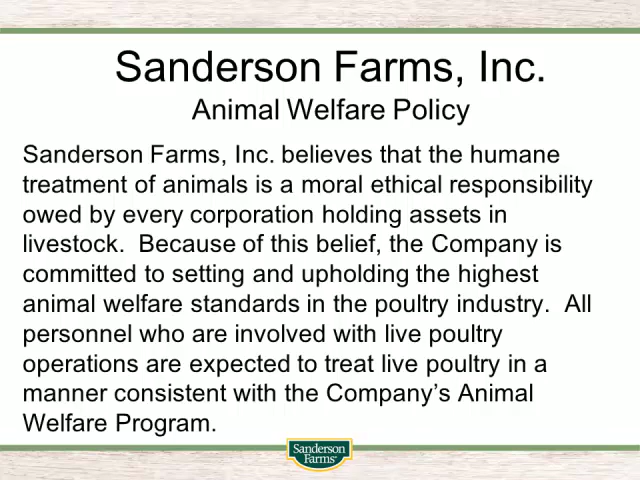 Sanderson Farms, Inc.
Animal Welfare Policy
Sanderson Farms, Inc. believes that the humane
treatment of animals is a moral ethical responsibility
owed by every corporation holding assets in
livestock.  Because of this belief, the Company is
committed to setting and upholding the highest
animal welfare standards in the poultry industry.  All
personnel who are involved with live poultry
operations are expected to treat live poultry in a
manner consistent with the Company’s Animal
Welfare Program.
Sanderson
Farms®